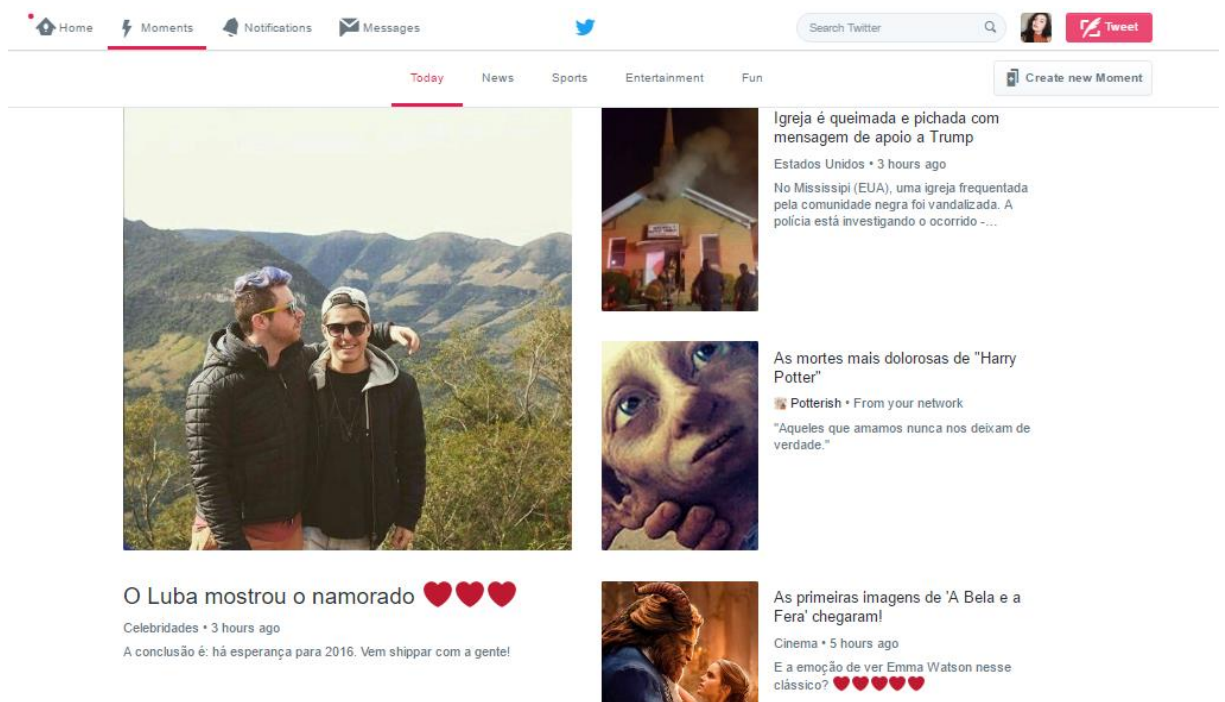 Home
Moments
Notifications
Messages
Search Twitter
Tweet
Today
News
Sports
Entertainment
Fun
Create new Moment
O Luba mostrou o namorado ❤❤❤
Celebridades • 3 hours ago
A conclusão é: há esperança para 2016. Vem shippar com a gente!
Igreja é queimada e pichada com
mensagem de apoio a Trump
Estados Unidos • 3 hours ago
No Mississipi (EUA), uma igreja frequentada
pela comunidade negra foi vandalizada. A
polícia está investigando o ocorrido -...
As mortes mais dolorosas de "Harry
Potter"
Potterish • From your network
"Aqueles que amamos nunca nos deixam de
verdade."
As primeiras imagens de 'A Bela e a
Fera' chegaram!
Cinema • 5 hours ago
E a emoção de ver Emma Watson nesse
clássico? ❤❤❤❤❤